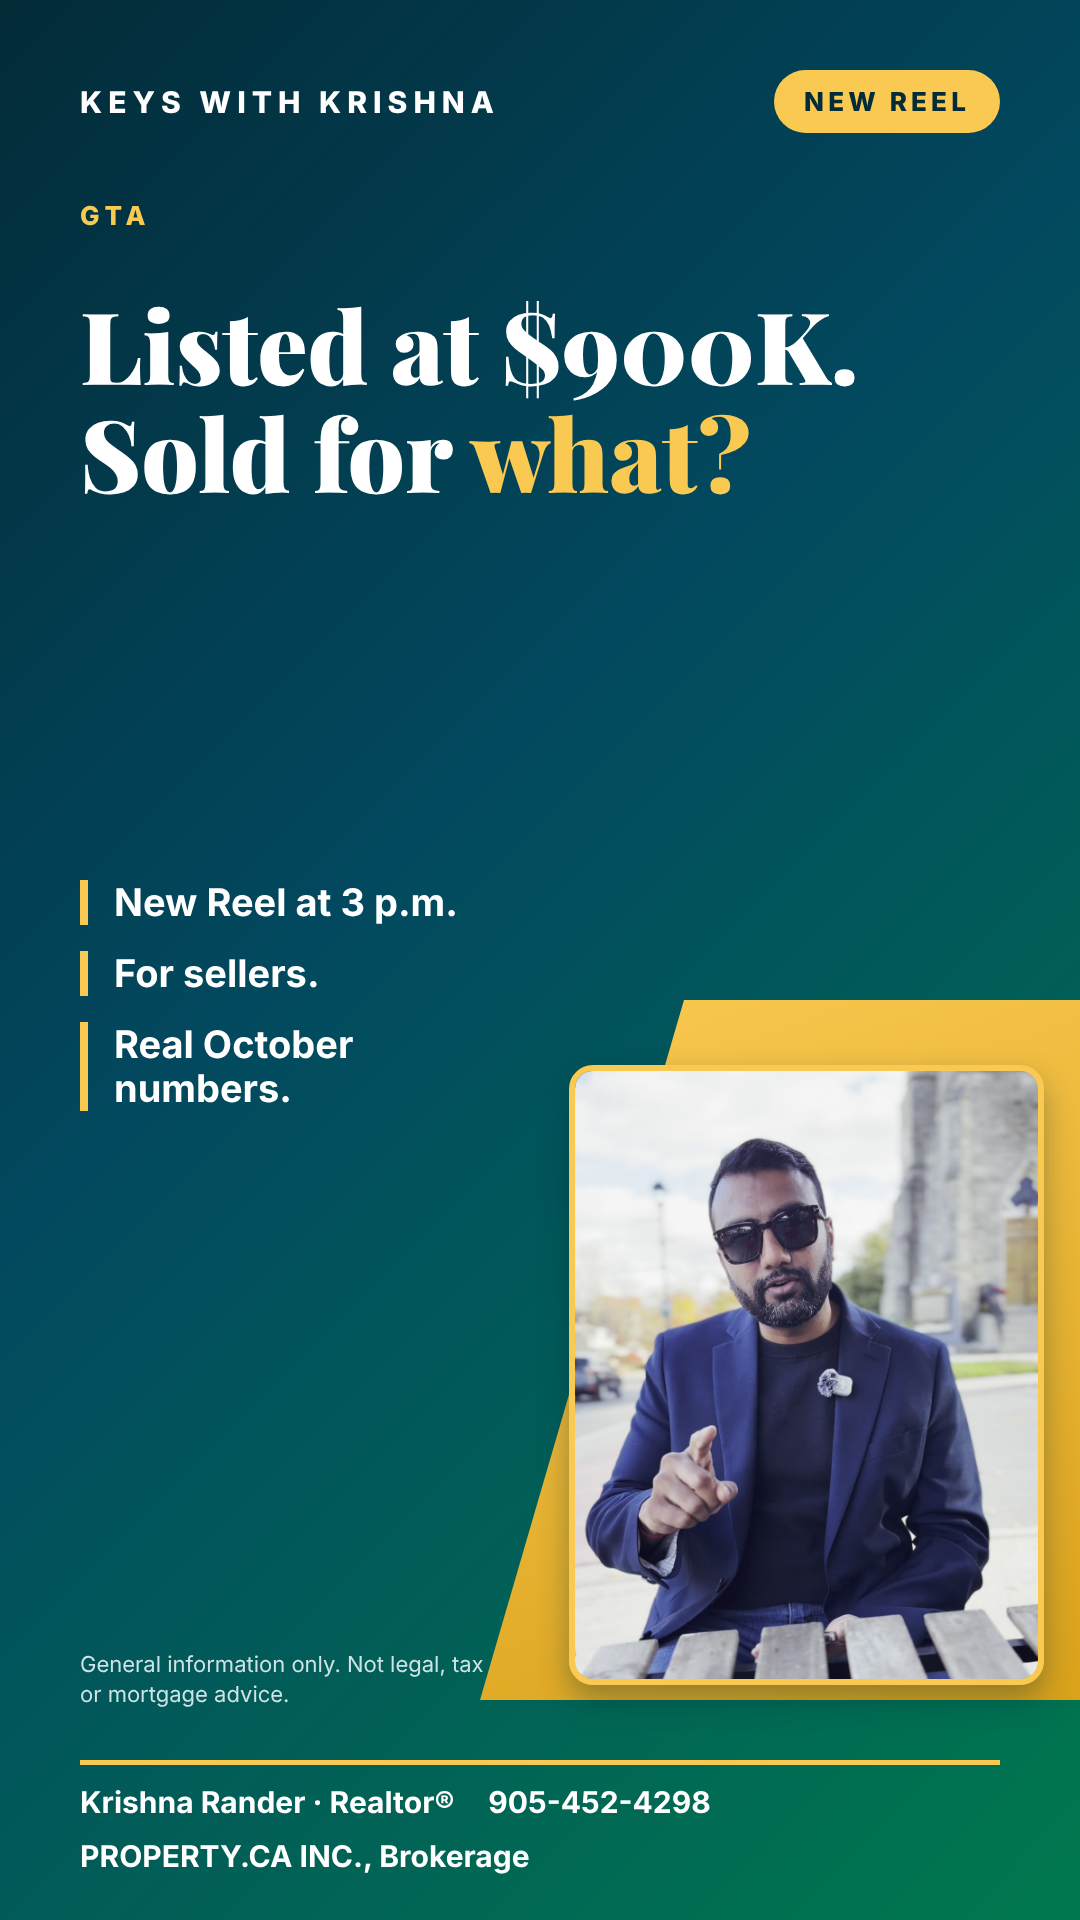 KEYS WITH KRISHNA
NEW REEL
GTA
Listed at $900K.
Sold for what?
New Reel at 3 p.m.
For sellers.
Real October
numbers.
General information only. Not legal, tax
or mortgage advice.
Krishna Rander · Realtor® 905-452-4298
PROPERTY.CA INC., Brokerage